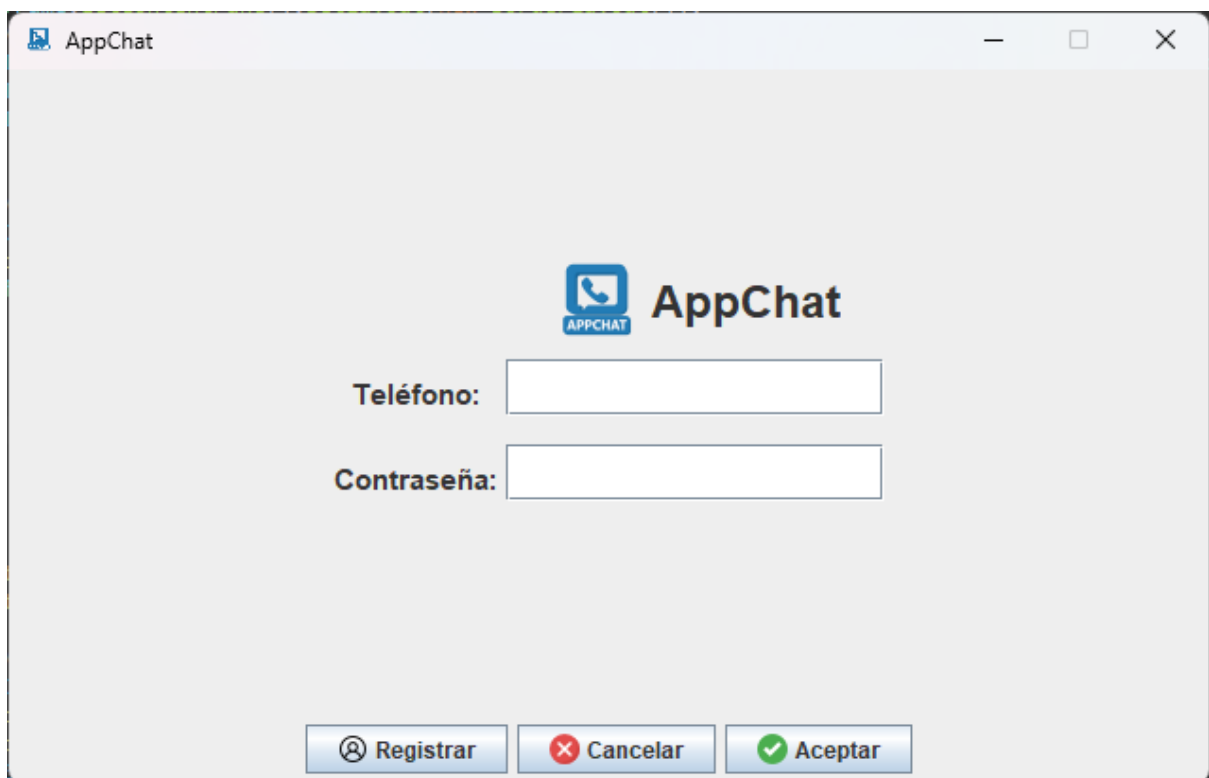 AppChat
APPCHAT
AppChat
Teléfono:
Contraseña:
Registrar Cancelar Aceptar